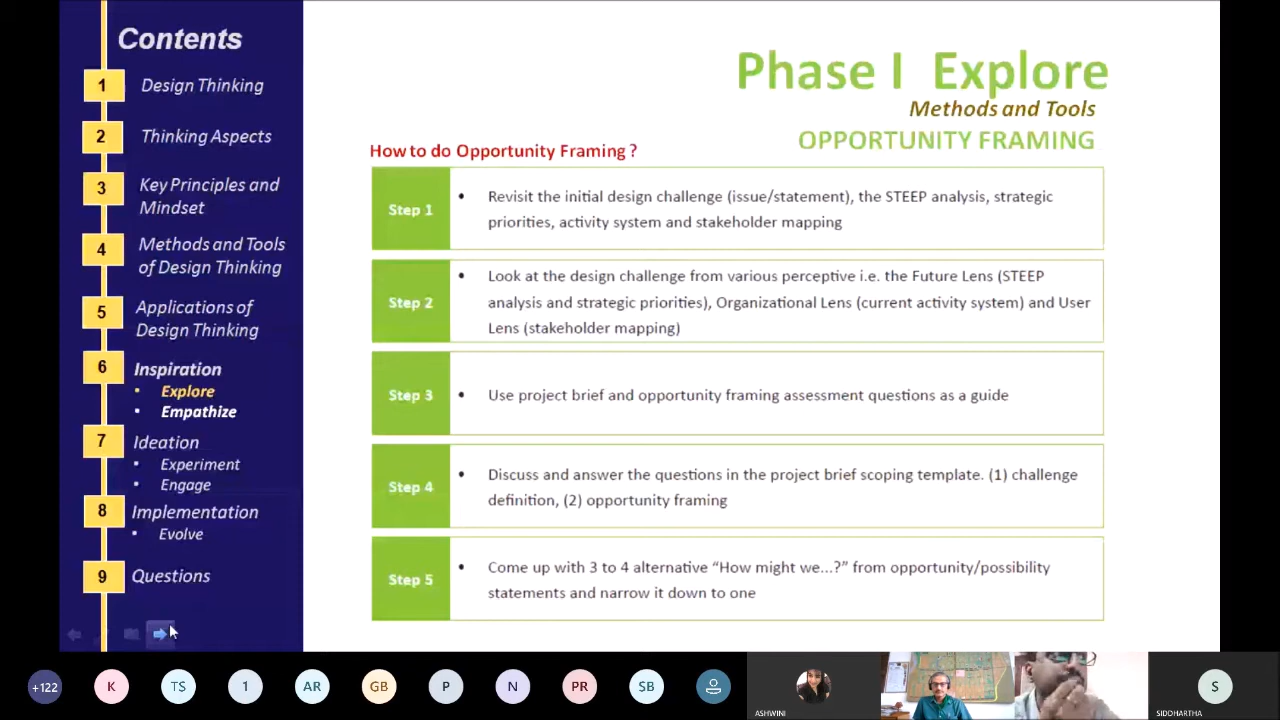 Contents
1
Design Thinking
2
Thinking Aspects
3
Key Principles and
Mindset
4
Methods and Tools
of Design Thinking
5
Applications of
Design Thinking
6
Inspiration
• Explore
• Empathize
7
Ideation
• Experiment
• Engage
8
Implementation
• Evolve
9
Questions
Phase I Explore
Methods and Tools
OPPORTUNITY FRAMING
How to do Opportunity Framing ?
Step 1
• Revisit the initial design challenge (issue/statement), the STEEP analysis, strategic
priorities, activity system and stakeholder mapping
Step 2
• Look at the design challenge from various perceptive i.e. the Future Lens (STEEP
analysis and strategic priorities), Organizational Lens (current activity system) and User
Lens (stakeholder mapping)
Step 3
• Use project brief and opportunity framing assessment questions as a guide
Step 4
• Discuss and answer the questions in the project brief scoping template. (1) challenge
definition, (2) opportunity framing
Step 5
• Come up with 3 to 4 alternative “How might we...?” from opportunity/possibility
statements and narrow it down to one
+122
K
TS
1
AR
GB
P
N
PR
SB
S
ASHWINI
SIDDHARTHA